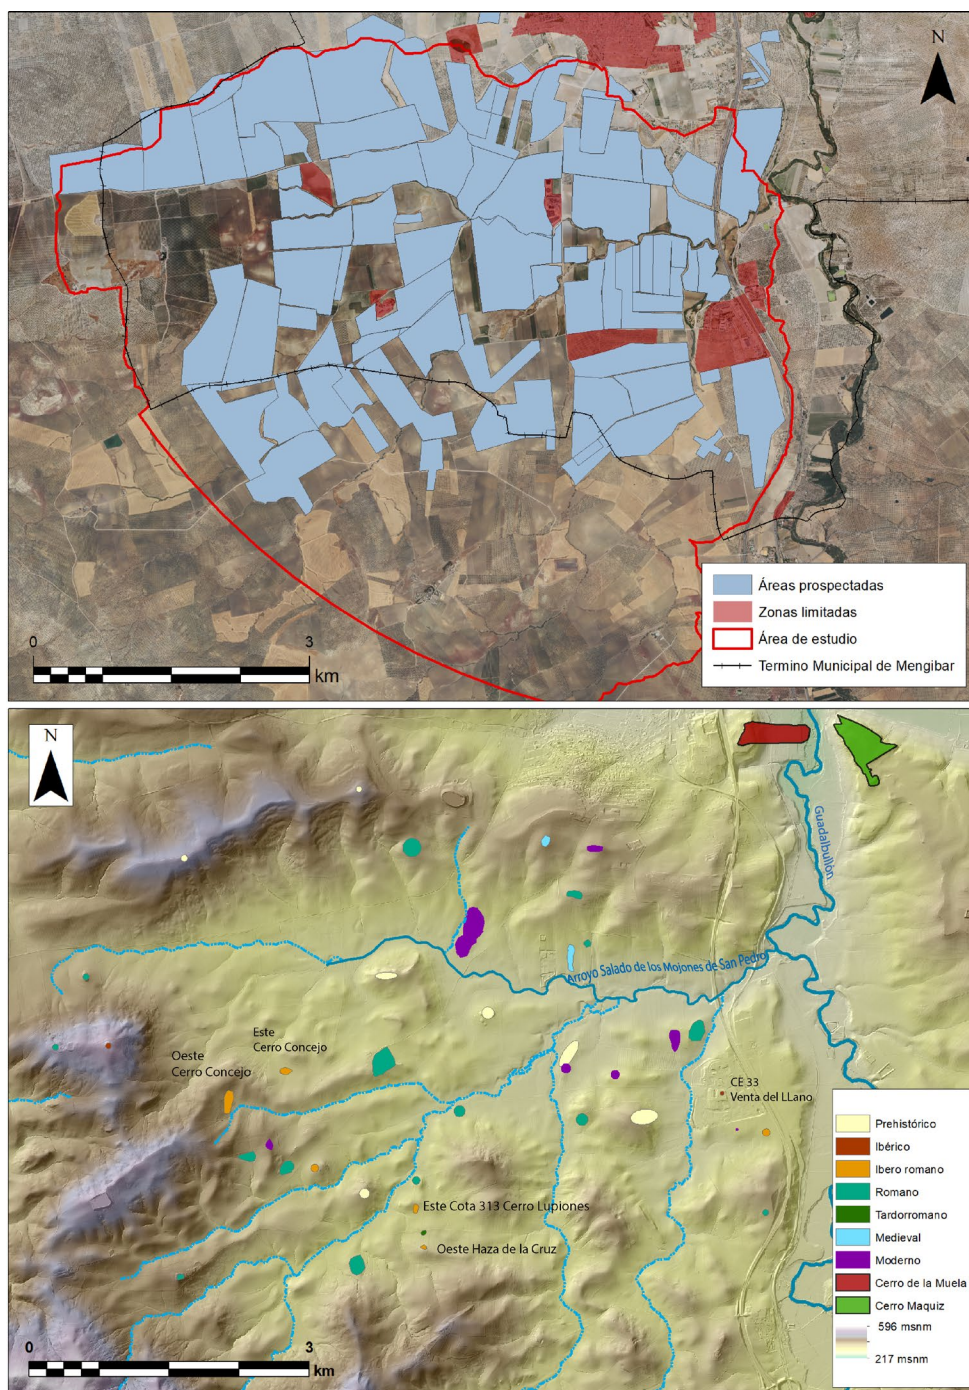 N
Áreas prospectadas
Zonas limitadas
Área de estudio
Termino Municipal de Mengibar
0
3
km
N
Guadalbullón
Arroyo Salado de los Mojones de San Pedro
Este
Cerro Concejo
Oeste
Cerro Concejo
CE 33
Venta del LLano
Este Cota 313 Cerro Lupiones
Oeste Haza de la Cruz
Prehistórico
Ibérico
Ibero romano
Romano
Tardorromano
Medieval
Moderno
Cerro de la Muela
Cerro Maquiz
596 msnm
217 msnm
0
3
km